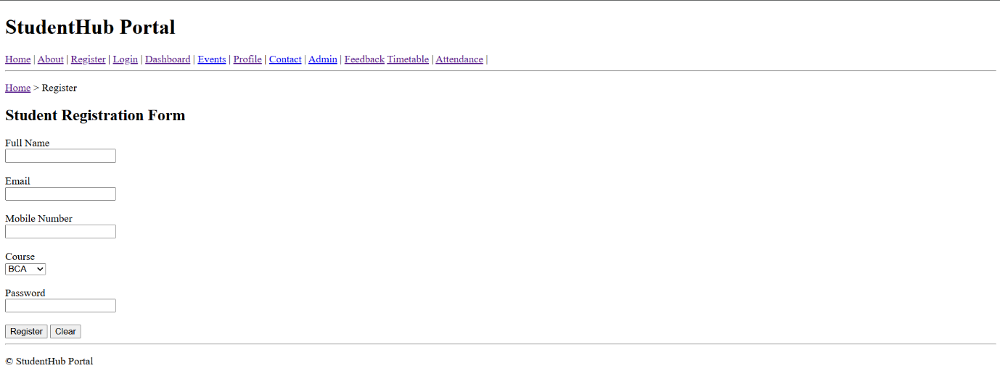 StudentHub Portal
Home | About | Register | Login | Dashboard | Events | Profile | Contact | Admin | Feedback Timetable | Attendance |
Home > Register
Student Registration Form
Full Name
Email
Mobile Number
Course
BCA
Password
Register Clear
© StudentHub Portal